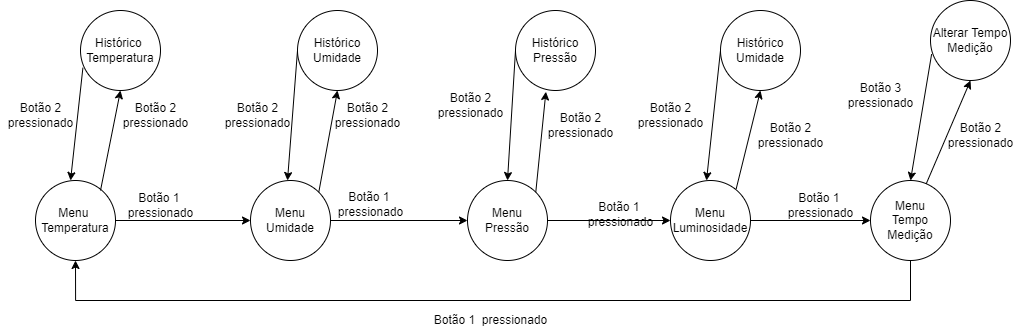 Histórico
Temperatura
Histórico
Umidade
Histórico
Pressão
Histórico
Umidade
Alterar Tempo
Medição
Botão 2
pressionado
Botão 2
pressionado
Botão 2
pressionado
Botão 2
pressionado
Botão 2
pressionado
Botão 2
pressionado
Botão 2
pressionado
Botão 2
pressionado
Botão 3
pressionado
Botão 2
pressionado
Menu
Temperatura
Botão 1
pressionado
Menu
Umidade
Botão 1
pressionado
Menu
Pressão
Botão 1
pressionado
Menu
Luminosidade
Botão 1
pressionado
Menu
Tempo
Medição
Botão 1 pressionado